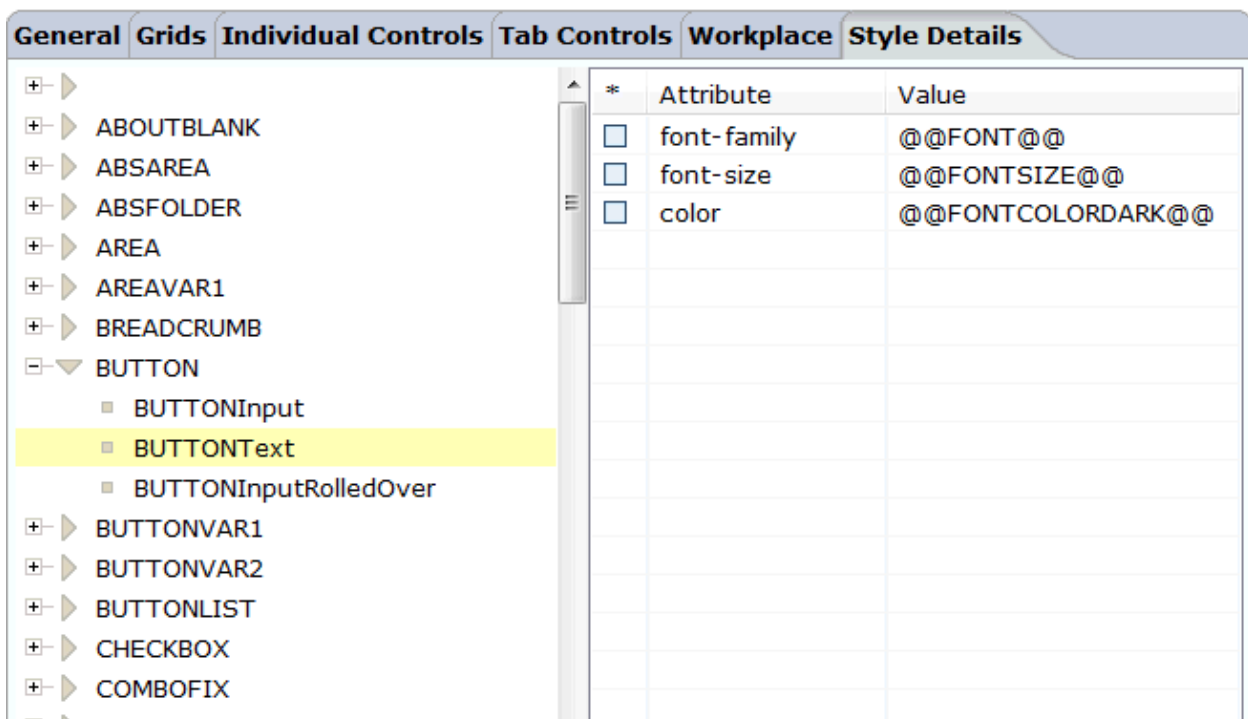 General Grids Individual Controls Tab Controls Workplace Style Details
ABOUTBLANK
ABSAREA
ABSFOLDER
AREA
AREAVAR1
BREADCRUMB
BUTTON
BUTTONInput
BUTTONText
BUTTONInputRolledOver
BUTTONVAR1
BUTTONVAR2
BUTTONLIST
CHECKBOX
COMBOFIX
* Attribute Value
font-family @@FONT@@
font-size @@FONTSIZE@@
color @@FONTCOLORDARK@@